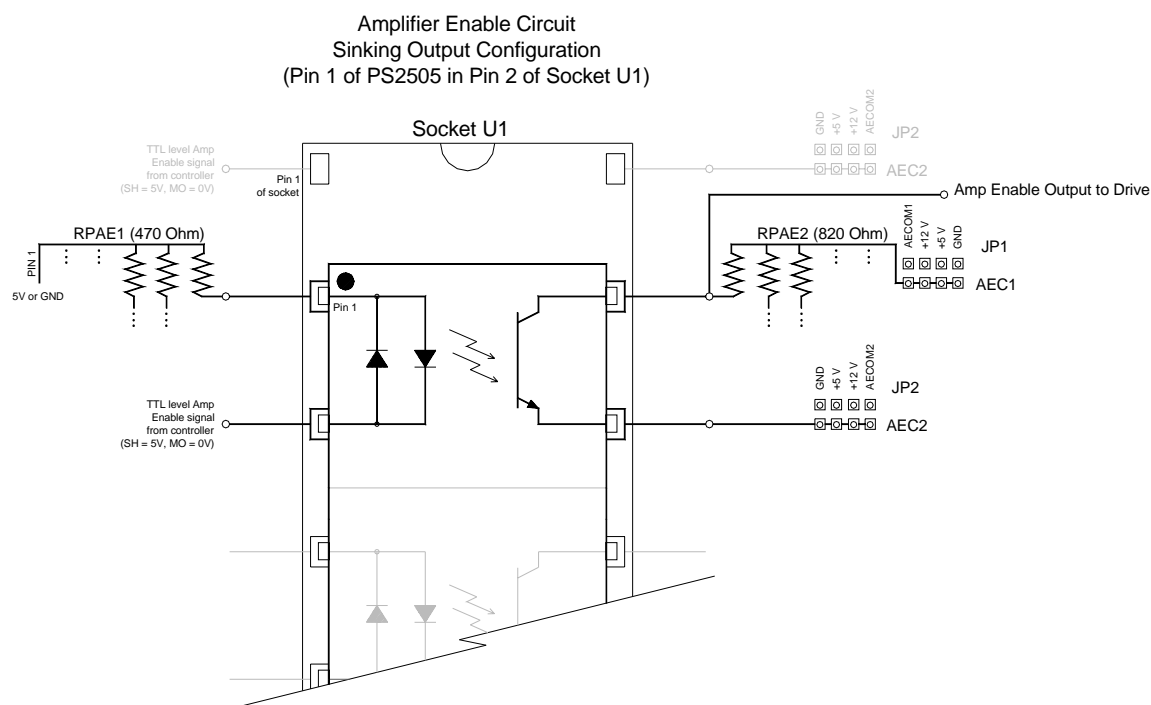 Amplifier Enable Circuit
Sinking Output Configuration
(Pin 1 of PS2505 in Pin 2 of Socket U1)
Socket U1
TTL level Amp
Enable signal
from controller
(SH = 5V, MO = 0V)
Pin 1
of socket
GND
+5 V
+12 V
AECOM2
JP2
AEC2
Amp Enable Output to Drive
RPAE1 (470 Ohm)
PIN 1
5V or GND
Pin 1
RPAE2 (820 Ohm)
AECOM1
+12 V
+5 V
GND
JP1
AEC1
TTL level Amp
Enable signal
from controller
(SH = 5V, MO = 0V)
GND
+5 V
+12 V
AECOM2
JP2
AEC2